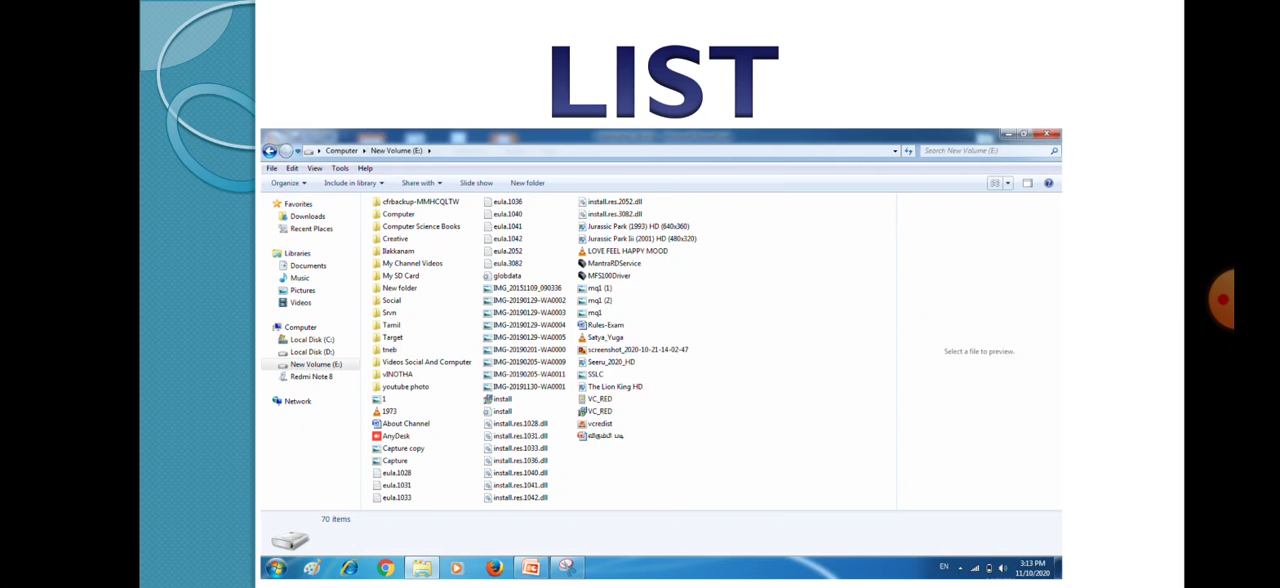 LIST
Computer
New Volume (E:)
Search New Volume (E:)
File Edit View Tools Help
Organize Include in library Share with Slide show New folder
Favorites
Downloads
Recent Places
Libraries
Documents
Music
Pictures
Videos
Computer
Local Disk (C:)
Local Disk (D:)
New Volume (E:)
Redmi Note 8
Network
cfrbackup-MMHCQLTW
Computer
Computer Science Books
Creative
Ilakkanam
My Channel Videos
My SD Card
New folder
Social
Srvn
Tamil
Target
tneb
Videos Social And Computer
vINOTHA
youtube photo
1
1973
About Channel
AnyDesk
Capture copy
Capture
eula.1028
eula.1031
eula.1033
eula.1036
eula.1040
eula.1041
eula.1042
eula.2052
eula.3082
globdata
IMG_20151109_090336
IMG-20190129-WA0002
IMG-20190129-WA0003
IMG-20190129-WA0004
IMG-20190129-WA0005
IMG-20190201-WA0000
IMG-20190205-WA0009
IMG-20190205-WA0011
IMG-20191130-WA0001
install
install
install.res.1028.dll
install.res.1031.dll
install.res.1033.dll
install.res.1036.dll
install.res.1040.dll
install.res.1041.dll
install.res.1042.dll
install.res.2052.dll
install.res.3082.dll
Jurassic Park (1993) HD (640x360)
Jurassic Park Iii (2001) HD (480x320)
LOVE FEEL HAPPY MOOD
MantraRDService
MFS100Driver
mq1 (1)
mq1 (2)
mq1
Rules-Exam
Satya_Yuga
screenshot_2020-10-21-14-02-47
Seeru_2020_HD
SSLC
The Lion King HD
VC_RED
VC_RED
vcredist
Select a file to preview.
70 items
EN
3:13 PM
11/10/2020